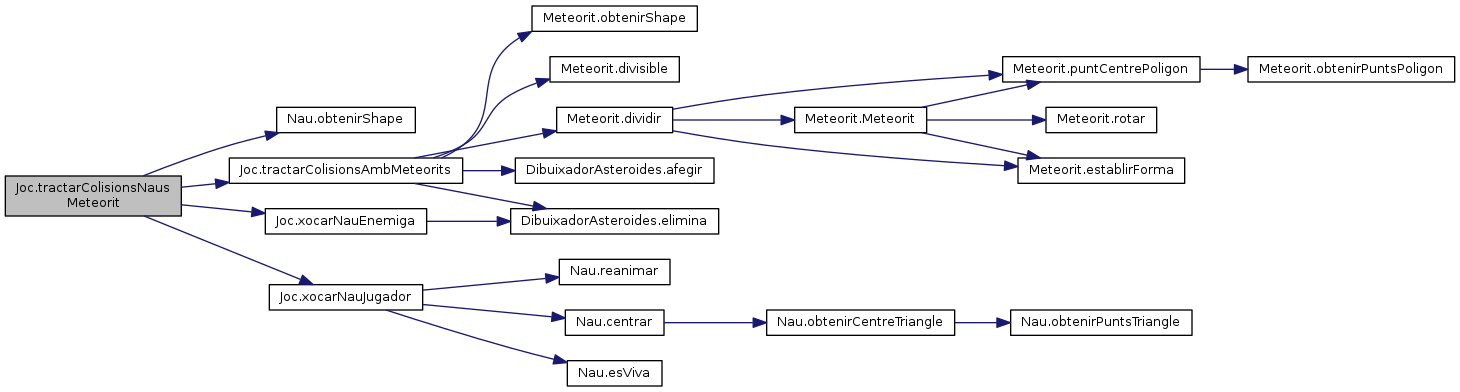 Meteorit.obtenirShape
Meteorit.divisible
Meteorit.puntCentrePoligon
Meteorit.obtenirPuntsPoligon
Nau.obtenirShape
Meteorit.dividir
Meteorit.Meteorit
Meteorit.rotar
Joc.tractarColisionsAmbMeteorits
DibuixadorAsteroides.afegir
Meteorit.establirForma
Joc.tractarColisionsNaus
Meteorit
Joc.xocarNauEnemiga
DibuixadorAsteroides.elimina
Nau.reanimar
Joc.xocarNauJugador
Nau.centrar
Nau.obtenirCentreTriangle
Nau.obtenirPuntsTriangle
Nau.esViva